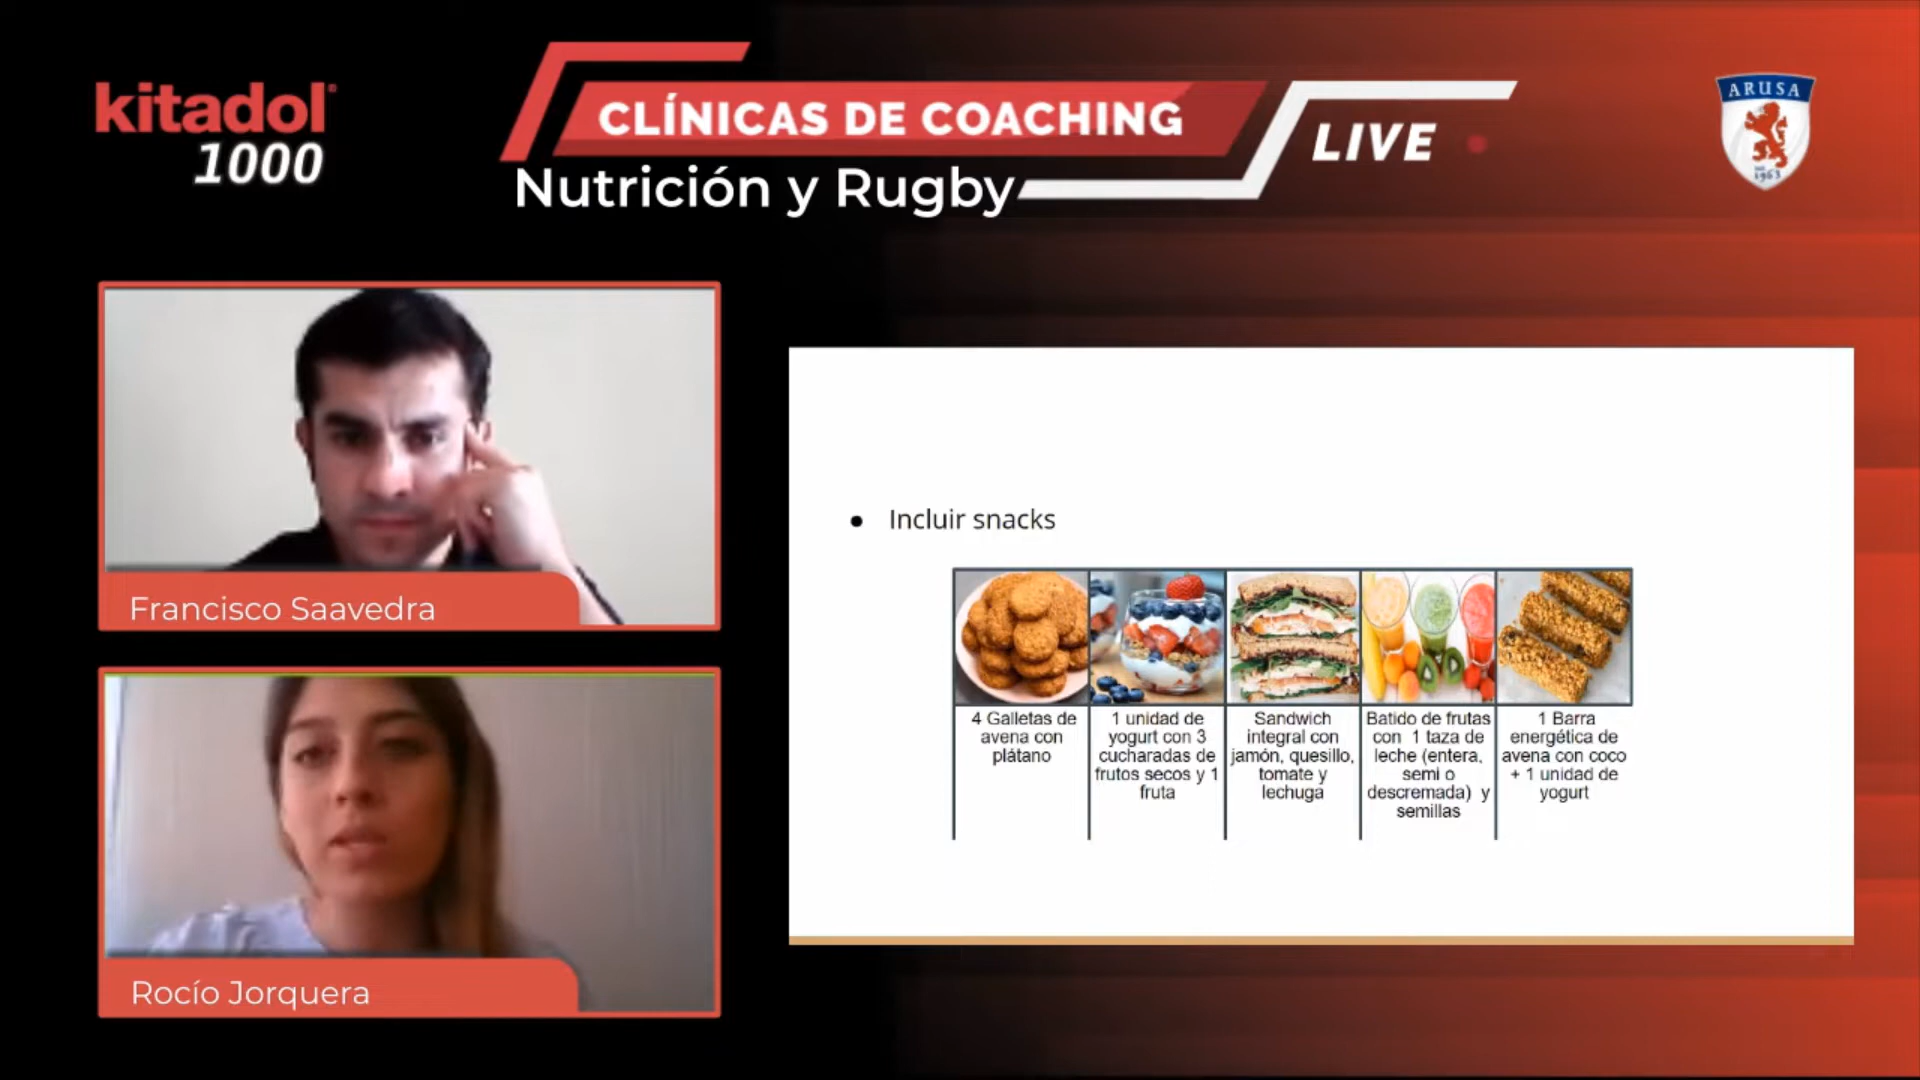 kitadol
1000
CLÍNICAS DE COACHING
LIVE
Nutrición y Rugby
ARUSA
1963
Francisco Saavedra
Rocío Jorquera
• Incluir snacks
4 Galletas de
avena con
plátano
1 unidad de
yogurt con 3
cucharadas de
frutos secos y 1
fruta
Sandwich
integral con
jamón, quesillo,
tomate y
lechuga
Batido de frutas
con 1 taza de
leche (entera,
semi o
descremada) y
semillas
1 Barra
energética de
avena con coco
+ 1 unidad de
yogurt